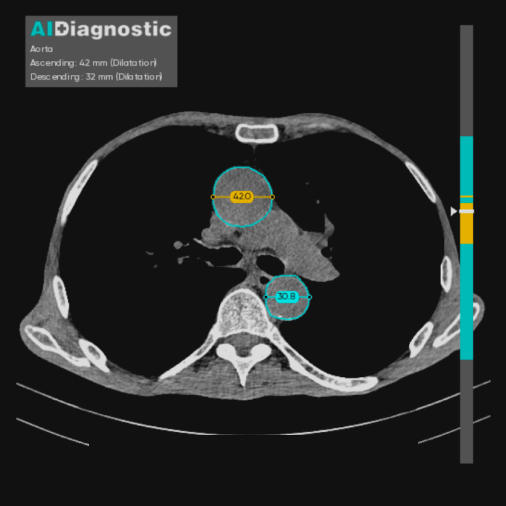 AIDiagnostic
Aorta
Ascending: 42 mm (Dilatation)
Descending: 32 mm (Dilatation)
42.0
30.8